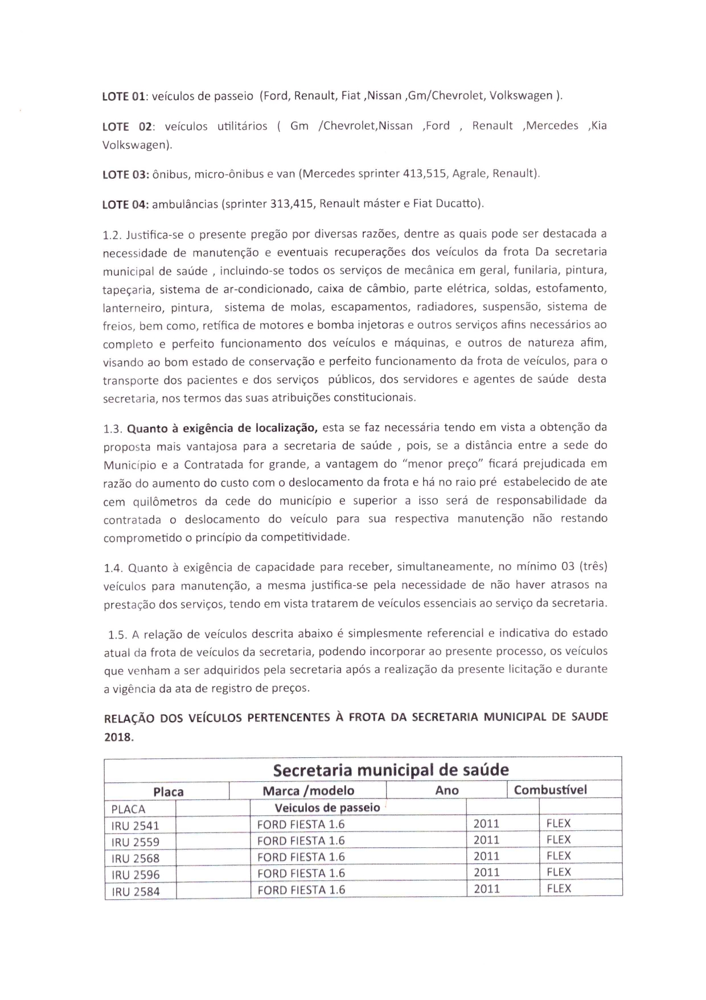 LOTE 01: veículos de passeio (Ford, Renault, Fiat ,Nissan ,Gm/Chevrolet, Volkswagen ).
LOTE 02: veículos utilitários ( Gm /Chevrolet,Nissan ,Ford , Renault ,Mercedes ,Kia
Volkswagen).
LOTE 03: ônibus, micro-ônibus e van (Mercedes sprinter 413,515, Agrale, Renault).
LOTE 04: ambulâncias (sprinter 313,415, Renault máster e Fiat Ducatto).
1.2. Justifica-se o presente pregão por diversas razões, dentre as quais pode ser destacada a
necessidade de manutenção e eventuais recuperações dos veículos da frota Da secretaria
municipal de saúde , incluindo-se todos os serviços de mecânica em geral, funilaria, pintura,
tapeçaria, sistema de ar-condicionado, caixa de câmbio, parte elétrica, soldas, estofamento,
lanterneiro, pintura, sistema de molas, escapamentos, radiadores, suspensão, sistema de
freios, bem como, retífica de motores e bomba injetoras e outros serviços afins necessários ao
completo e perfeito funcionamento dos veículos e máquinas, e outros de natureza afim,
visando ao bom estado de conservação e perfeito funcionamento da frota de veículos, para o
transporte dos pacientes e dos serviços públicos, dos servidores e agentes de saúde desta
secretaria, nos termos das suas atribuições constitucionais.
1.3. Quanto à exigência de localização, esta se faz necessária tendo em vista a obtenção da
proposta mais vantajosa para a secretaria de saúde , pois, se a distância entre a sede do
Município e a Contratada for grande, a vantagem do “menor preço” ficará prejudicada em
razão do aumento do custo com o deslocamento da frota e há no raio pré estabelecido de ate
cem quilômetros da cede do município e superior a isso será de responsabilidade da
contratada o deslocamento do veículo para sua respectiva manutenção não restando
comprometido o princípio da competitividade.
1.4. Quanto à exigência de capacidade para receber, simultaneamente, no mínimo 03 (três)
veículos para manutenção, a mesma justifica-se pela necessidade de não haver atrasos na
prestação dos serviços, tendo em vista tratarem de veículos essenciais ao serviço da secretaria.
1.5. A relação de veículos descrita abaixo é simplesmente referencial e indicativa do estado
atual da frota de veículos da secretaria, podendo incorporar ao presente processo, os veículos
que venham a ser adquiridos pela secretaria após a realização da presente licitação e durante
a vigência da ata de registro de preços.
RELAÇÃO DOS VEÍCULOS PERTENCENTES À FROTA DA SECRETARIA MUNICIPAL DE SAUDE
2018.
Secretaria municipal de saúde
Placa Marca /modelo Ano Combustível
PLACA Veiculos de passeio
IRU 2541 FORD FIESTA 1.6 2011 FLEX
IRU 2559 FORD FIESTA 1.6 2011 FLEX
IRU 2568 FORD FIESTA 1.6 2011 FLEX
IRU 2596 FORD FIESTA 1.6 2011 FLEX
IRU 2584 FORD FIESTA 1.6 2011 FLEX